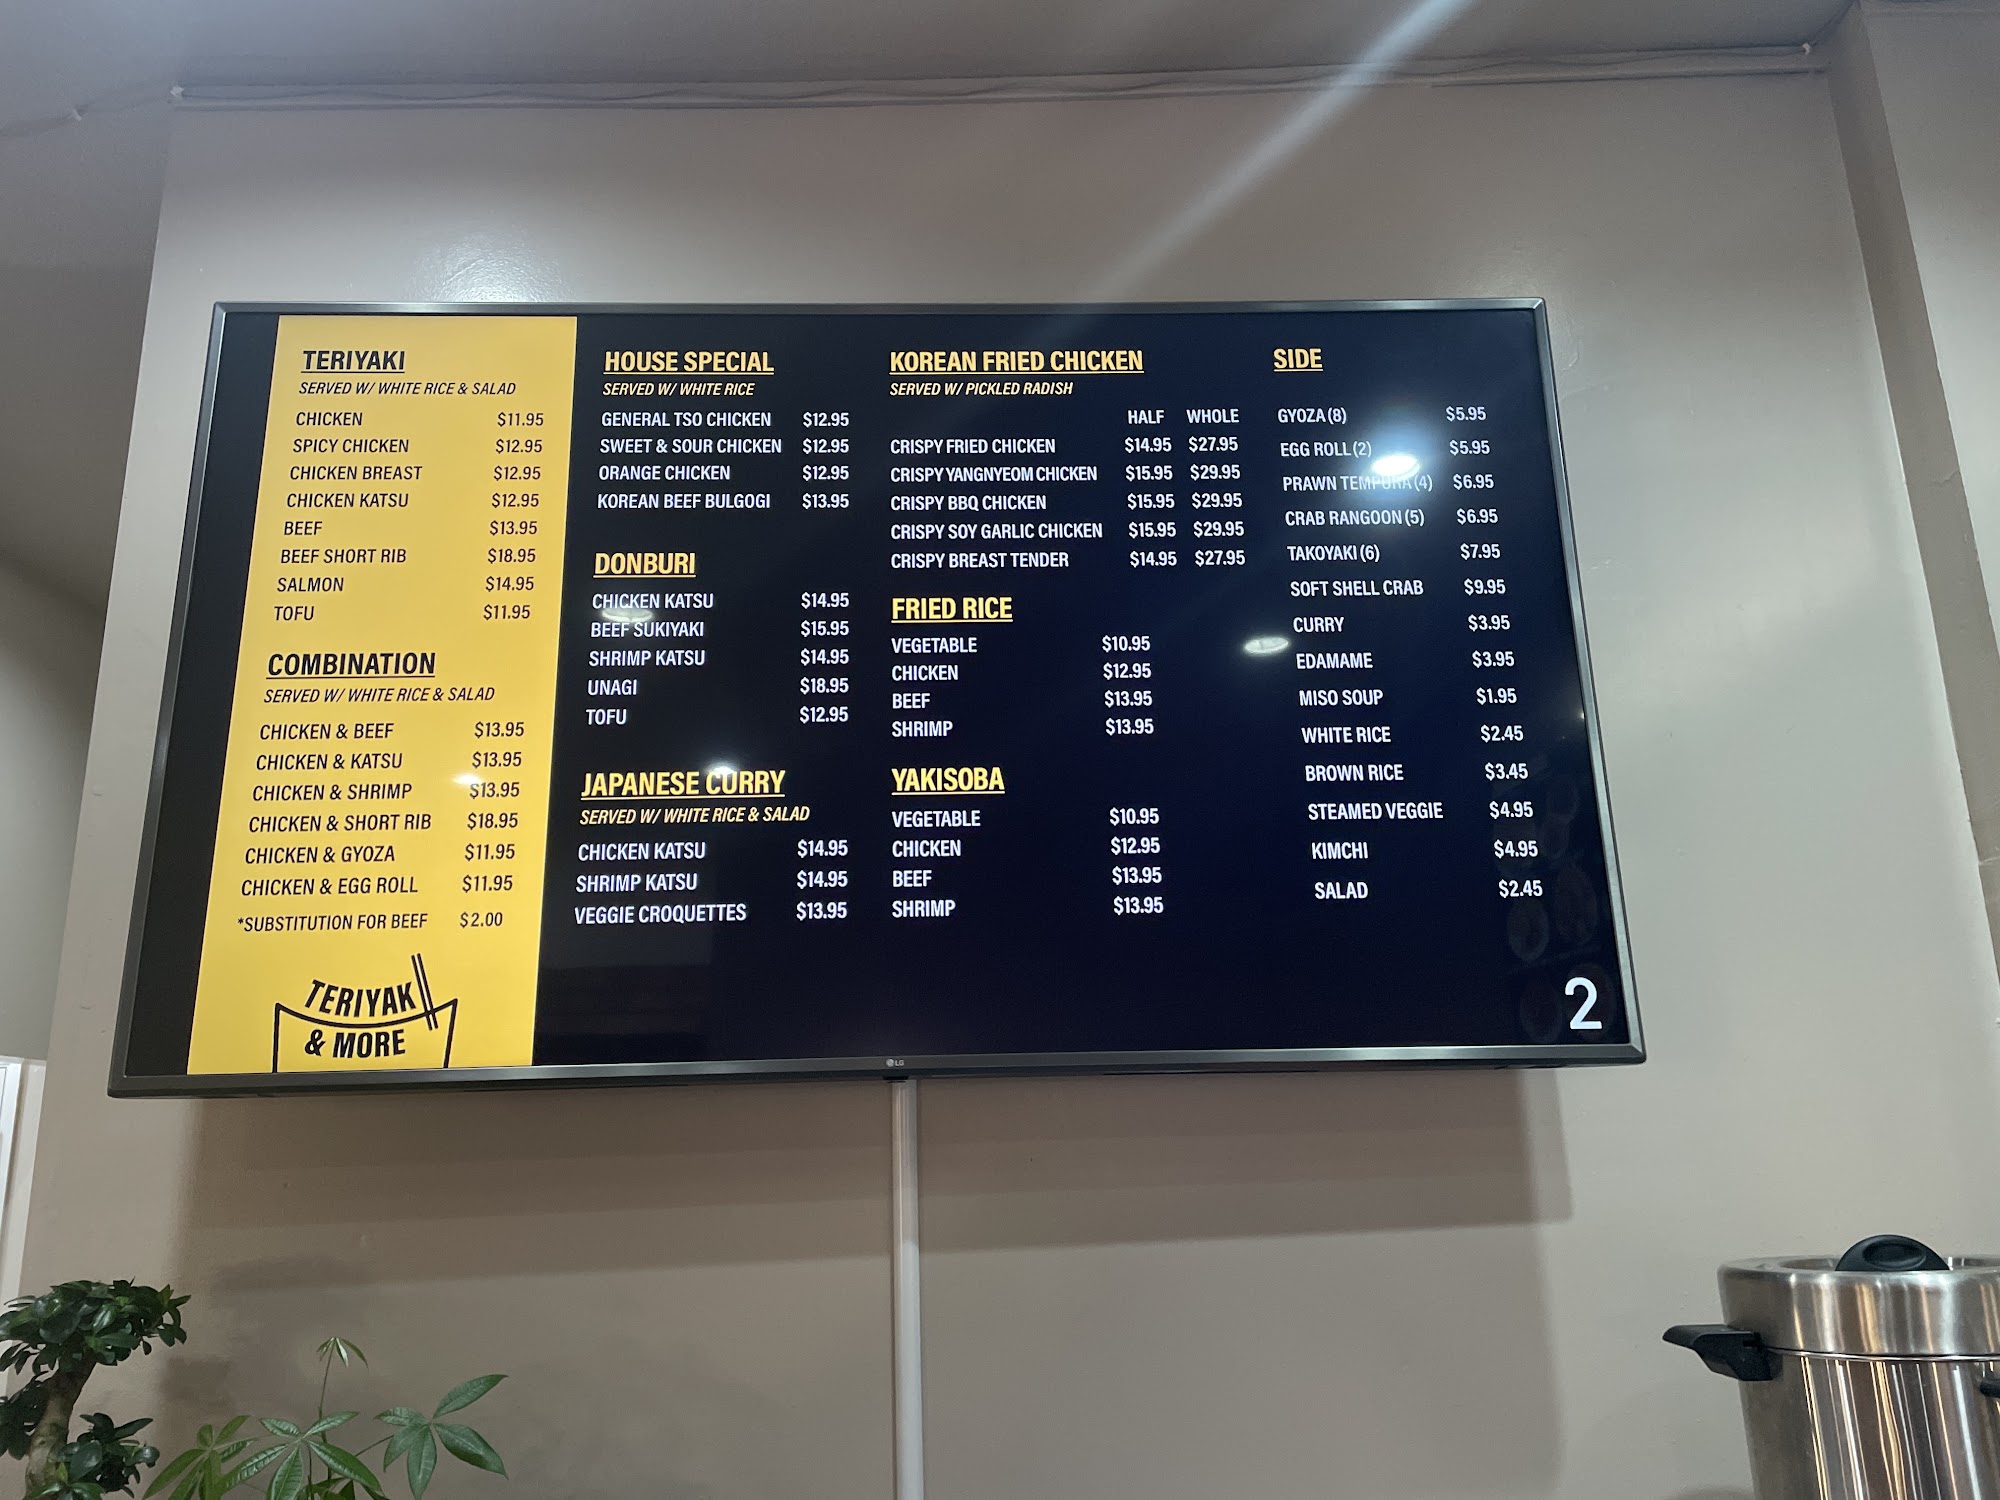 TERIYAKI
SERVED W/ WHITE RICE & SALAD
CHICKEN $11.95
SPICY CHICKEN $12.95
CHICKEN BREAST $12.95
CHICKEN KATSU $12.95
BEEF $13.95
BEEF SHORT RIB $18.95
SALMON $14.95
TOFU $11.95
COMBINATION
SERVED W/ WHITE RICE & SALAD
CHICKEN & BEEF $13.95
CHICKEN & KATSU $13.95
CHICKEN & SHRIMP $13.95
CHICKEN & SHORT RIB $18.95
CHICKEN & GYOZA $11.95
CHICKEN & EGG ROLL $11.95
*SUBSTITUTION FOR BEEF $2.00
TERIYAKI
& MORE
HOUSE SPECIAL
SERVED W/ WHITE RICE
GENERAL TSO CHICKEN $12.95
SWEET & SOUR CHICKEN $12.95
ORANGE CHICKEN $12.95
KOREAN BEEF BULGOGI $13.95
DONBURI
CHICKEN KATSU $14.95
BEEF SUKIYAKI $15.95
SHRIMP KATSU $14.95
UNAGI $18.95
TOFU $12.95
JAPANESE CURRY
SERVED W/ WHITE RICE & SALAD
CHICKEN KATSU $14.95
SHRIMP KATSU $14.95
VEGGIE CROQUETTES $13.95
KOREAN FRIED CHICKEN
SERVED W/ PICKLED RADISH
HALF WHOLE
CRISPY FRIED CHICKEN $14.95 $27.95
CRISPY YANGNYEOM CHICKEN $15.95 $29.95
CRISPY BBQ CHICKEN $15.95 $29.95
CRISPY SOY GARLIC CHICKEN $15.95 $29.95
CRISPY BREAST TENDER $14.95 $27.95
FRIED RICE
VEGETABLE $10.95
CHICKEN $12.95
BEEF $13.95
SHRIMP $13.95
YAKISOBA
VEGETABLE $10.95
CHICKEN $12.95
BEEF $13.95
SHRIMP $13.95
SIDE
GYOZA (8) $5.95
EGG ROLL (2) $5.95
PRAWN TEMPURA (4) $6.95
CRAB RANGOON (5) $6.95
TAKOYAKI (6) $7.95
SOFT SHELL CRAB $9.95
CURRY $3.95
EDAMAME $3.95
MISO SOUP $1.95
WHITE RICE $2.45
BROWN RICE $3.45
STEAMED VEGGIE $4.95
KIMCHI $4.95
SALAD $2.45
2
LG